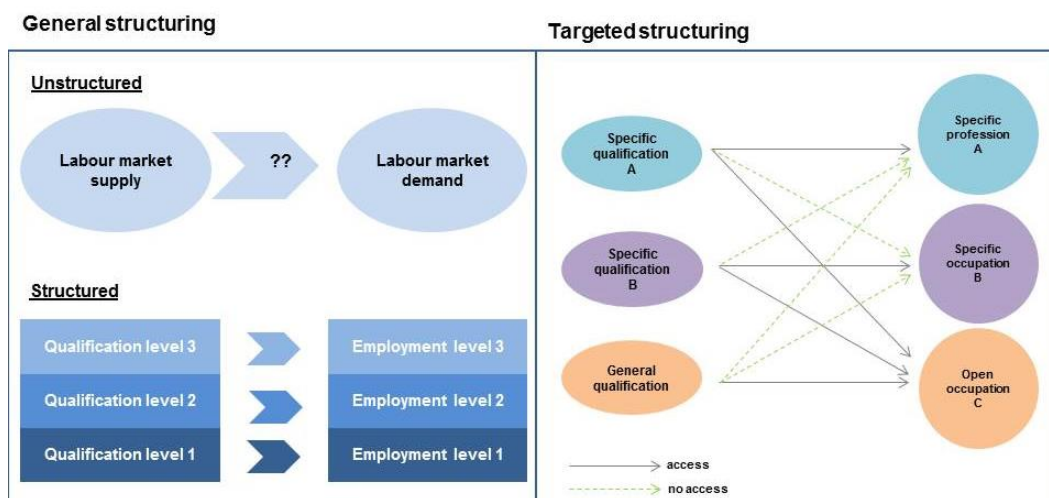 General structuring
Unstructured
Labour market
supply
??
Labour market
demand
Structured
Qualification level 3
Employment level 3
Qualification level 2
Employment level 2
Qualification level 1
Employment level 1
Targeted structuring
Specific
qualification
A
Specific
profession
A
Specific
qualification
B
Specific
occupation
B
General
qualification
Open
occupation
C
access
no access